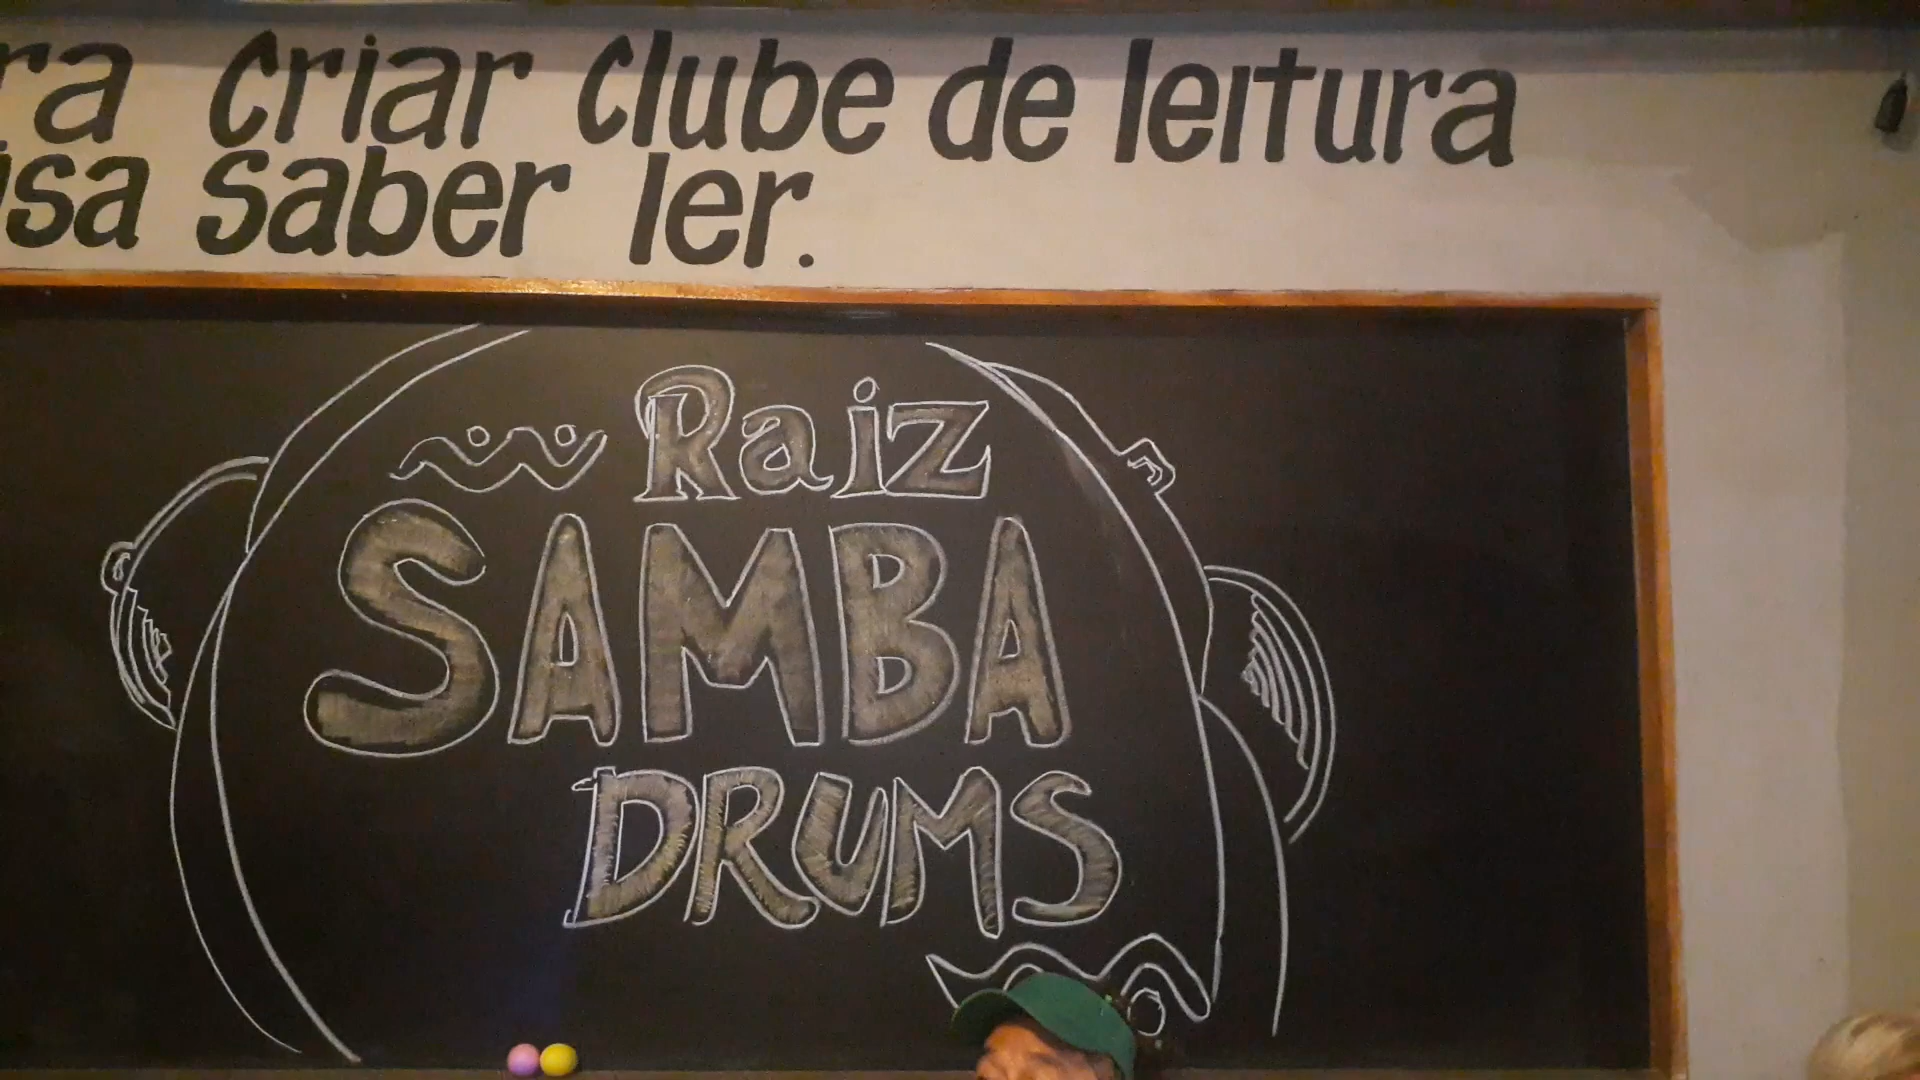 ra criar clube de leitura
isa saber ler.
Raiz
SAMBA
DRUMS